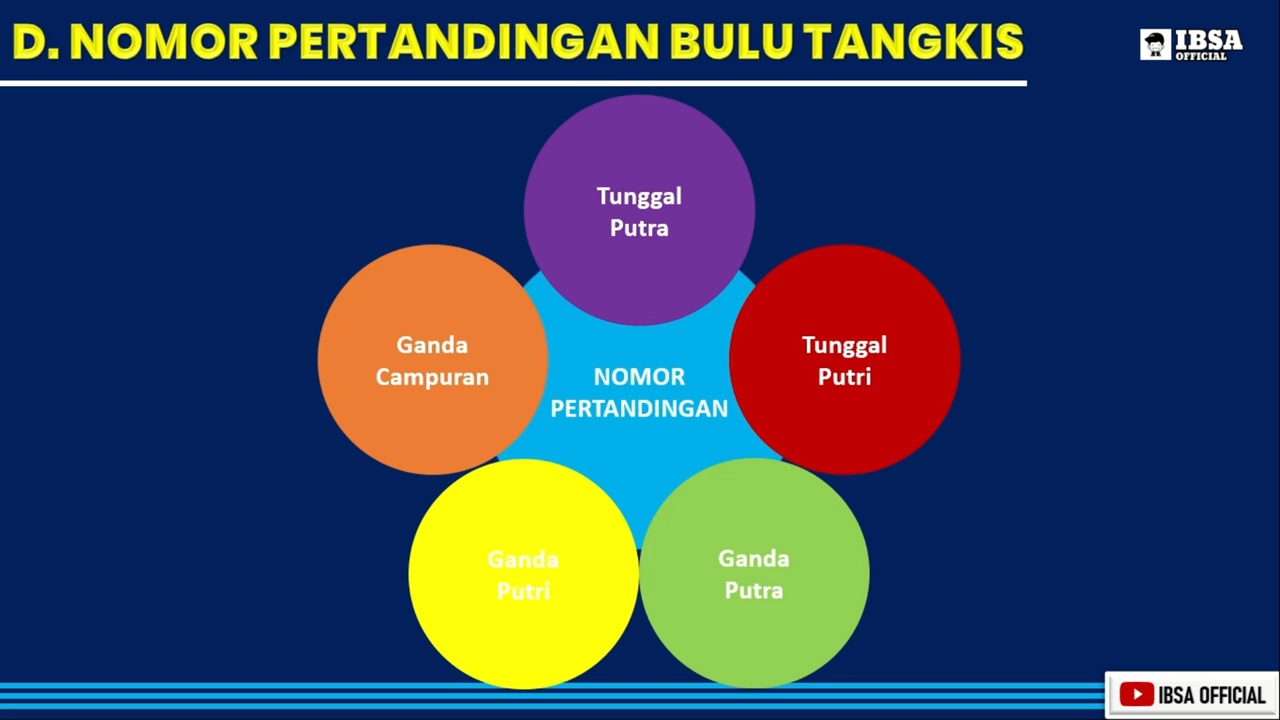 D. NOMOR PERTANDINGAN BULU TANGKIS
IBSA
OFFICIAL
Tunggal
Putra
Ganda
Campuran
Tunggal
Putri
NOMOR
PERTANDINGAN
Ganda
Putri
Ganda
Putra
IBSA OFFICIAL